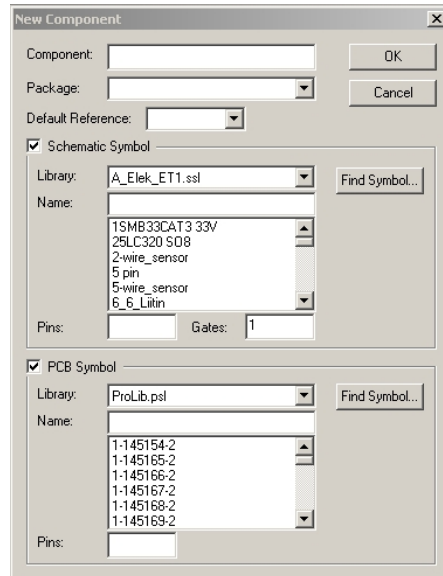 New Component
Component:
OK
Package:
Cancel
Default Reference:
Schematic Symbol
Library: A_Elek_ET1.ssl
Find Symbol...
Name:
1SMB33CAT3 33V
25LC320 SO8
2-wire_sensor
5 pin
5-wire_sensor
6_6_Liitin
Pins: Gates: 1
PCB Symbol
Library: ProLib.psl
Find Symbol...
Name:
1-145154-2
1-145165-2
1-145166-2
1-145167-2
1-145168-2
1-145169-2
Pins: